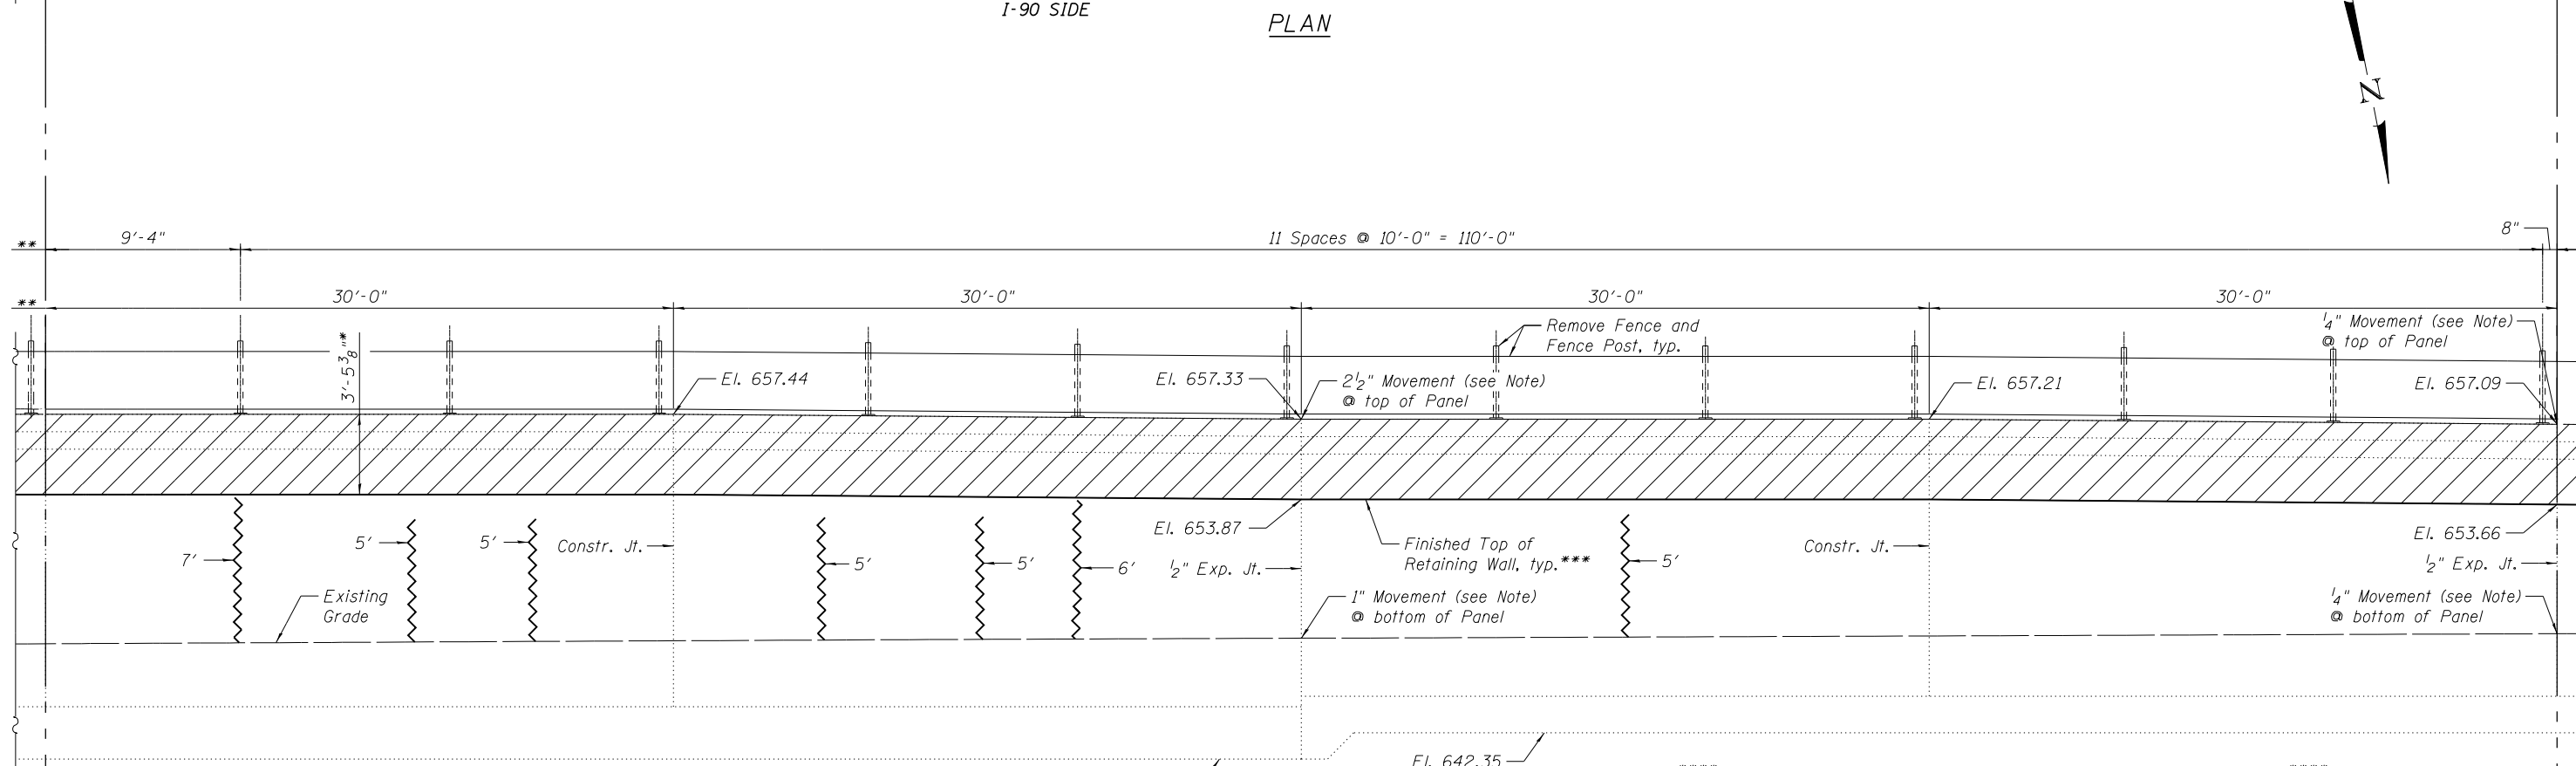 I-90 SIDE
PLAN
N
**
9'-4"
11 Spaces @ 10'-0" = 110'-0"
8"
**
30'-0"
30'-0"
30'-0"
30'-0"
3'-5 3/8"*
Remove Fence and
Fence Post, typ.
1/4" Movement (see Note)
@ top of Panel
El. 657.44
El. 657.33
2 1/2" Movement (see Note)
@ top of Panel
El. 657.21
El. 657.09
7'
5'
5'
Constr. Jt.
5'
5'
6'
El. 653.87
1/2" Exp. Jt.
Finished Top of
Retaining Wall, typ.***
5'
Constr. Jt.
El. 653.66
1/2" Exp. Jt.
Existing
Grade
1" Movement (see Note)
@ bottom of Panel
1/4" Movement (see Note)
@ bottom of Panel
El. 642.35
****
****